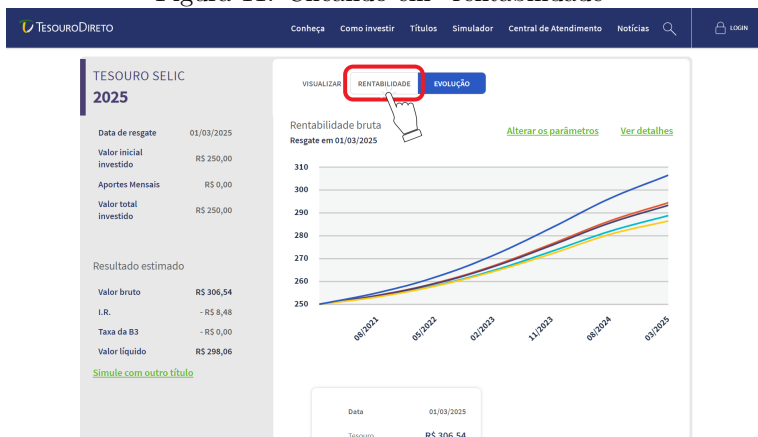 TESOURODIRETO
Conheça Como investir Títulos Simulador Central de Atendimento Notícias LOGIN
TESOURO SELIC
2025
Data de resgate 01/03/2025
Valor inicial investido R$ 250,00
Aportes Mensais R$ 0,00
Valor total investido R$ 250,00
Resultado estimado
Valor bruto R$ 306,54
I.R. - R$ 8,48
Taxa da B3 - R$ 0,00
Valor líquido R$ 298,06
Simule com outro título
VISUALIZAR RENTABILIDADE EVOLUÇÃO
Rentabilidade bruta
Resgate em 01/03/2025
Alterar os parâmetros Ver detalhes
310
300
290
280
270
260
250
08/2021 05/2022 02/2023 11/2023 08/2024 03/2025
Data 01/03/2025
Tesouro R$ 306,54